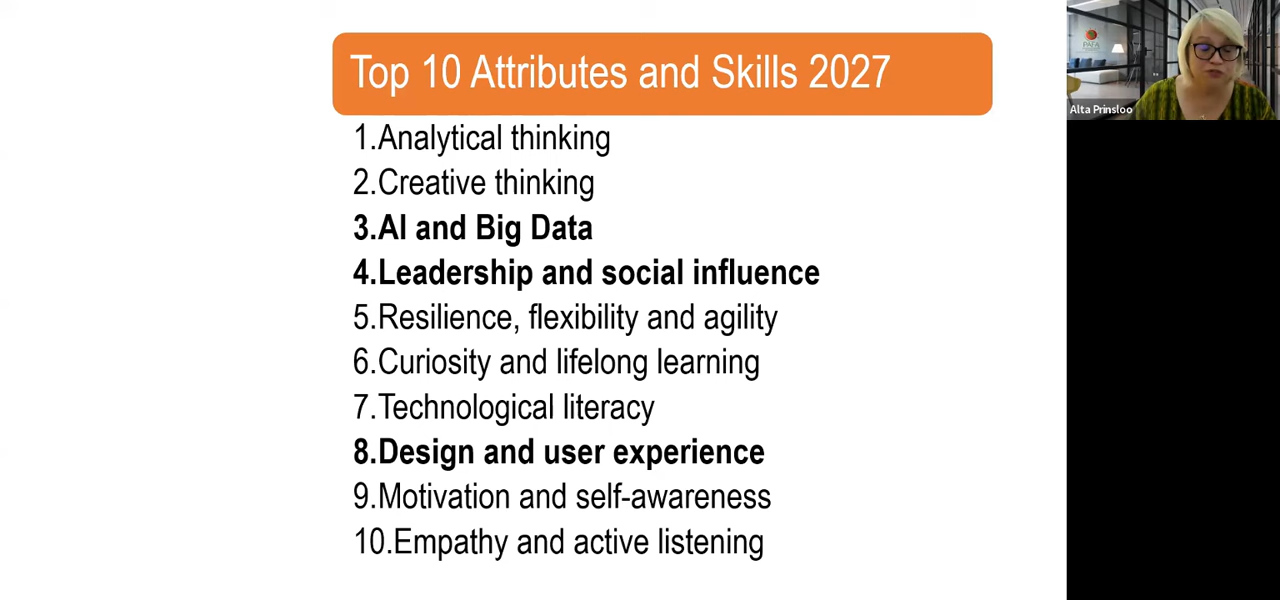 Top 10 Attributes and Skills 2027
1.Analytical thinking
2.Creative thinking
3.AI and Big Data
4.Leadership and social influence
5.Resilience, flexibility and agility
6.Curiosity and lifelong learning
7.Technological literacy
8.Design and user experience
9.Motivation and self-awareness
10.Empathy and active listening
PAFA
Alta Prinsloo